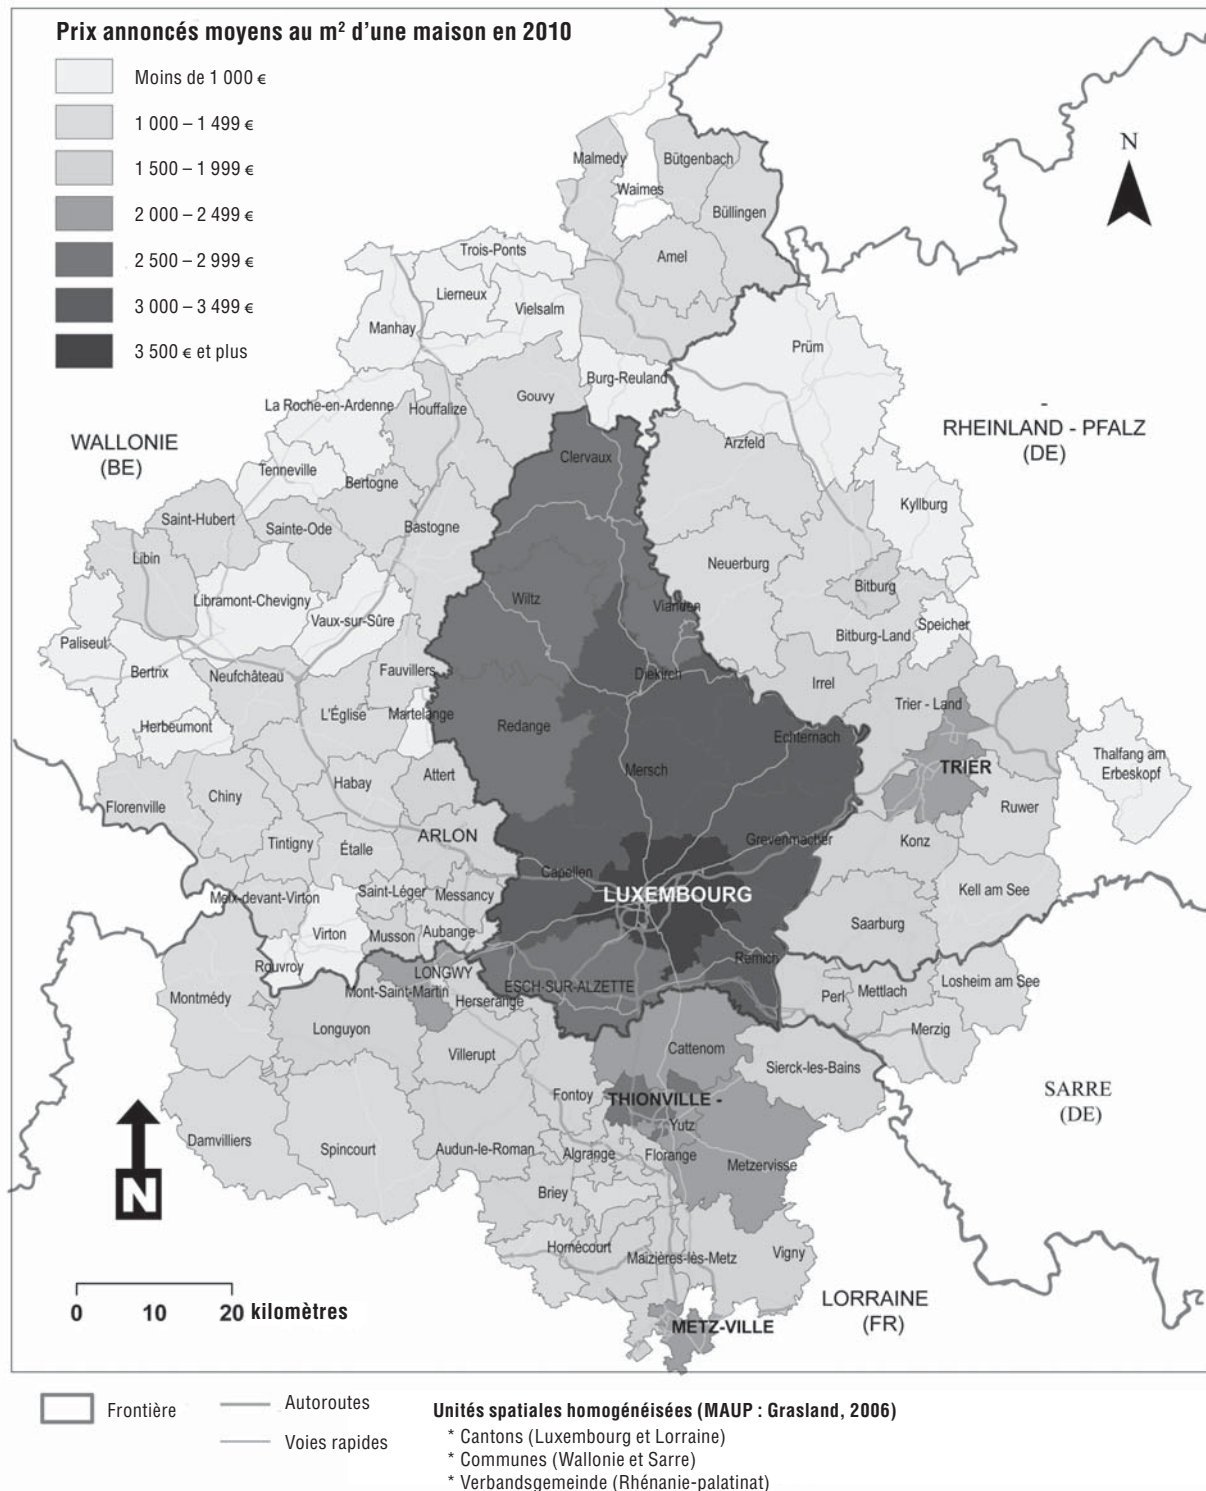 Prix annoncés moyens au m² d'une maison en 2010
Moins de 1 000 €
1 000 – 1 499 €
1 500 – 1 999 €
2 000 – 2 499 €
2 500 – 2 999 €
3 000 – 3 499 €
3 500 € et plus
N
Malmedy
Bütgenbach
Waimes
Büllingen
Amel
Trois-Ponts
Lierneux
Vielsalm
Manhay
Prüm
Burg-Reuland
Gouvy
La Roche-en-Ardenne
Houffalize
WALLONIE
(BE)
-
RHEINLAND - PFALZ
(DE)
Arzfeld
Clervaux
Tenneville
Bertogne
Kyllburg
Saint-Hubert
Sainte-Ode
Bastogne
Libin
Neuerburg
Bitburg
Wiltz
Vianden
Libramont-Chevigny
Vaux-sur-Sûre
Speicher
Bitburg-Land
Paliseul
Bertrix
Neufchâteau
Fauvillers
Diekirch
Irrel
Trier - Land
L'Église
Martelange
Herbeumont
Redange
Echternach
Thalfang am
Erbeskopf
TRIER
Mersch
Attert
Habay
Florenville
Chiny
Ruwer
ARLON
Grevenmacher
Konz
Tintigny
Étalle
Capellen
LUXEMBOURG
Kell am See
Meix-devant-Virton
Saint-Léger
Messancy
Saarburg
Virton
Musson
Aubange
Remich
Rouvroy
LONGWY
ESCH-SUR-ALZETTE
Montmédy
Mont-Saint-Martin
Herserange
Perl
Mettlach
Losheim am See
Longuyon
Merzig
Villerupt
Cattenom
Sierck-les-Bains
Fontoy
THIONVILLE -
Yutz
SARRE
(DE)
Damvilliers
Spincourt
Audun-le-Roman
Algrange
Florange
Metzervisse
N
Briey
Homécourt
Maizières-lès-Metz
Vigny
0 10 20 kilomètres
LORRAINE
(FR)
METZ-VILLE
Frontière
Autoroutes
Voies rapides
Unités spatiales homogénéisées (MAUP : Grasland, 2006)
* Cantons (Luxembourg et Lorraine)
* Communes (Wallonie et Sarre)
* Verbandsgemeinde (Rhénanie-palatinat)